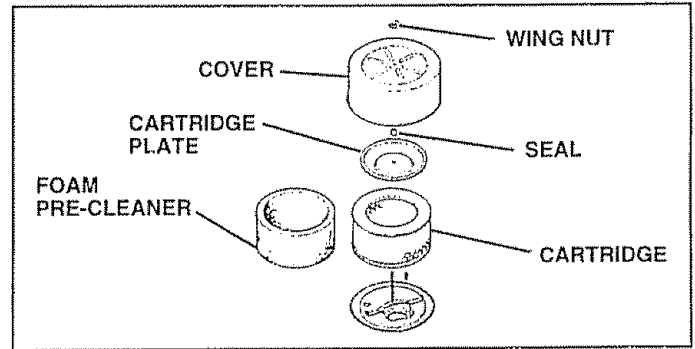 WING NUT
COVER
CARTRIDGE
PLATE
SEAL
FOAM
PRE-CLEANER
CARTRIDGE